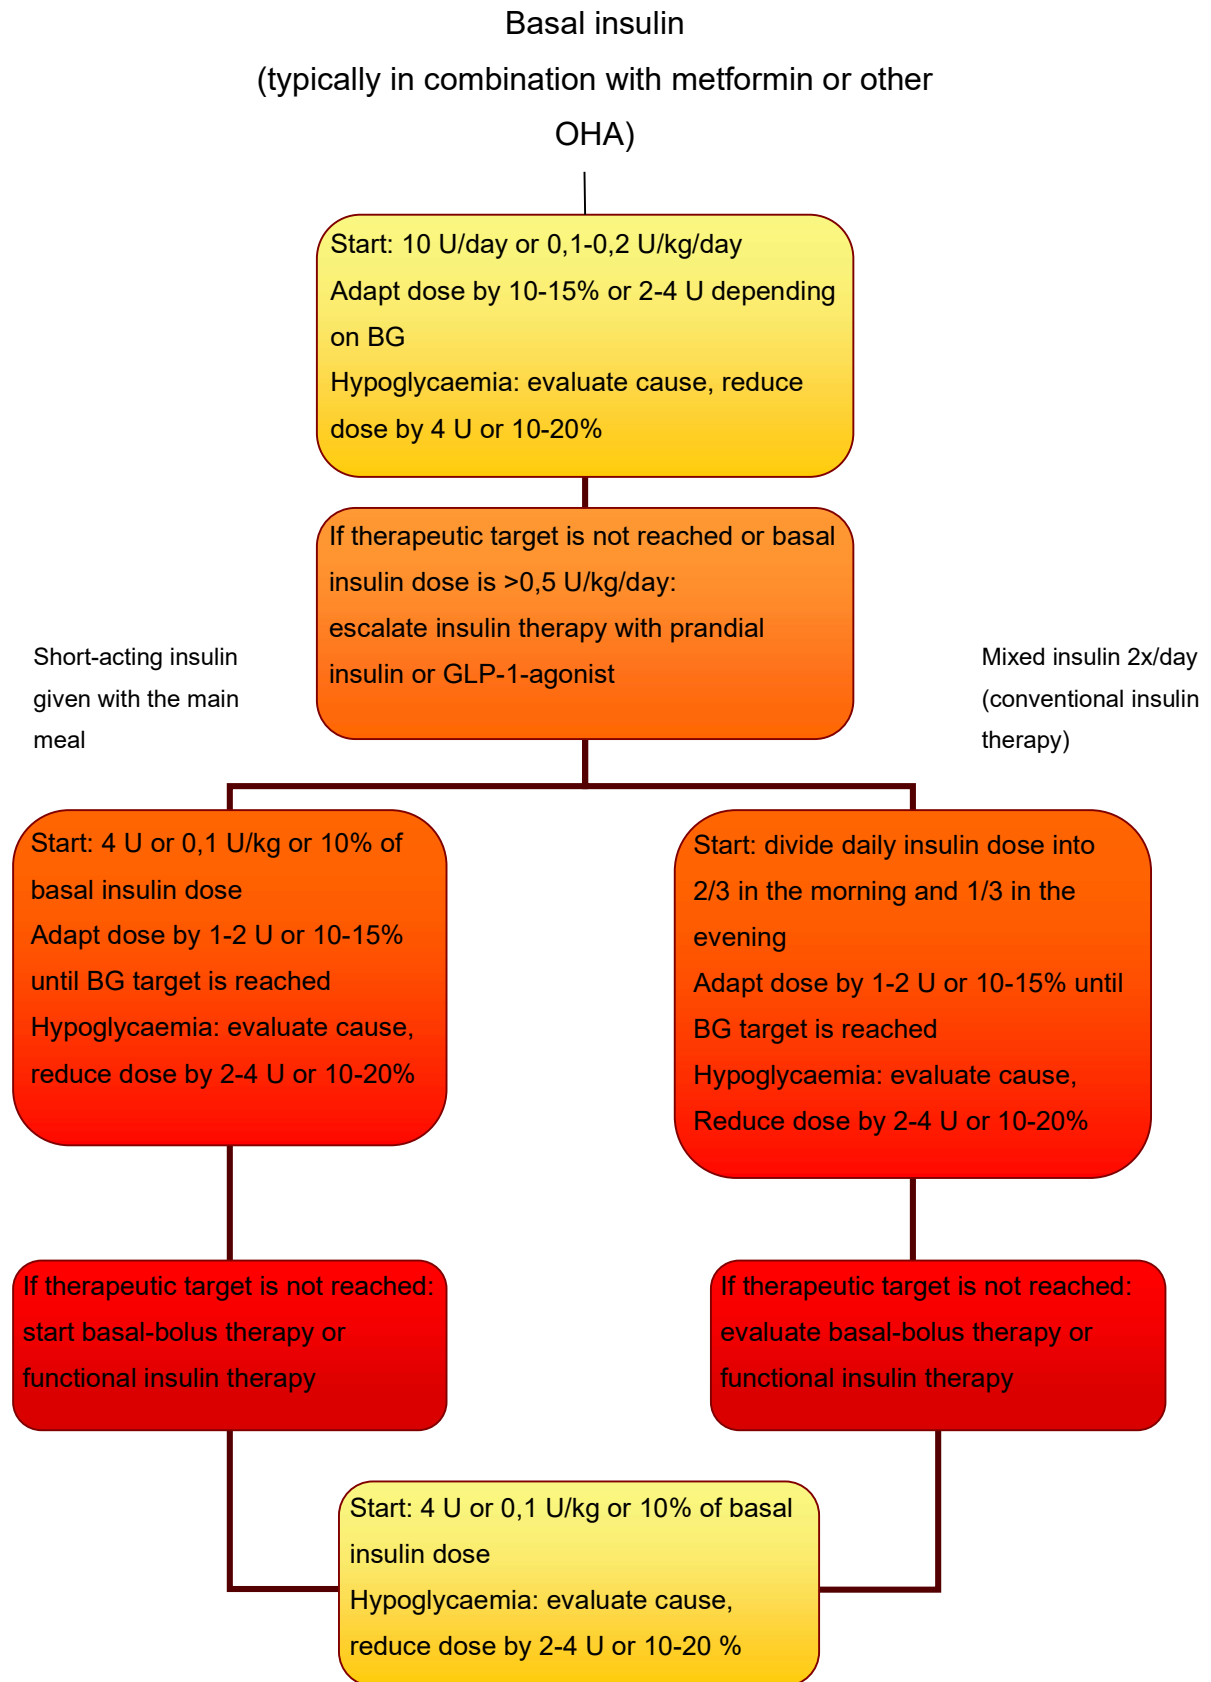 Basal insulin
(typically in combination with metformin or other
OHA)
Start: 10 U/day or 0,1-0,2 U/kg/day
Adapt dose by 10-15% or 2-4 U depending
on BG
Hypoglycaemia: evaluate cause, reduce
dose by 4 U or 10-20%
If therapeutic target is not reached or basal
insulin dose is >0,5 U/kg/day:
escalate insulin therapy with prandial
insulin or GLP-1-agonist
Short-acting insulin
given with the main
meal
Mixed insulin 2x/day
(conventional insulin
therapy)
Start: 4 U or 0,1 U/kg or 10% of
basal insulin dose
Adapt dose by 1-2 U or 10-15%
until BG target is reached
Hypoglycaemia: evaluate cause,
reduce dose by 2-4 U or 10-20%
Start: divide daily insulin dose into
2/3 in the morning and 1/3 in the
evening
Adapt dose by 1-2 U or 10-15% until
BG target is reached
Hypoglycaemia: evaluate cause,
Reduce dose by 2-4 U or 10-20%
If therapeutic target is not reached:
start basal-bolus therapy or
functional insulin therapy
If therapeutic target is not reached:
evaluate basal-bolus therapy or
functional insulin therapy
Start: 4 U or 0,1 U/kg or 10% of basal
insulin dose
Hypoglycaemia: evaluate cause,
reduce dose by 2-4 U or 10-20 %